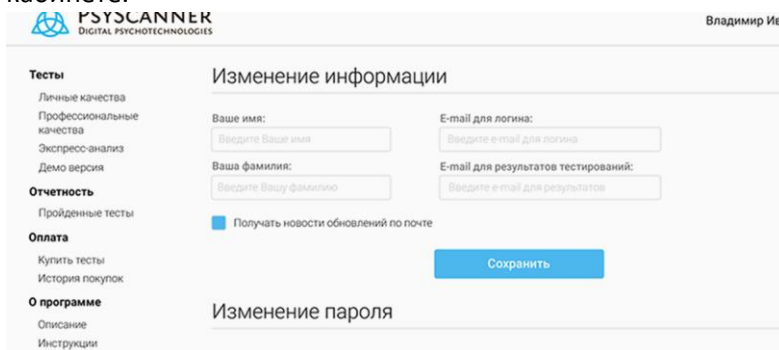 кабинете.
PSYSCANNER
DIGITAL PSYCHOTECHNOLOGIES
Владимир Ив
Тесты
Личные качества
Профессиональные
качества
Экспресс-анализ
Демо версия
Отчетность
Пройденные тесты
Оплата
Купить тесты
История покупок
О программе
Описание
Инструкции
Изменение информации
Ваше имя:
Введите Ваше имя
E-mail для логина:
Введите e-mail для логина
Ваша фамилия:
Введите Вашу фамилию
E-mail для результатов тестирований:
Введите e-mail для результатов
Получать новости обновлений по почте
Сохранить
Изменение пароля